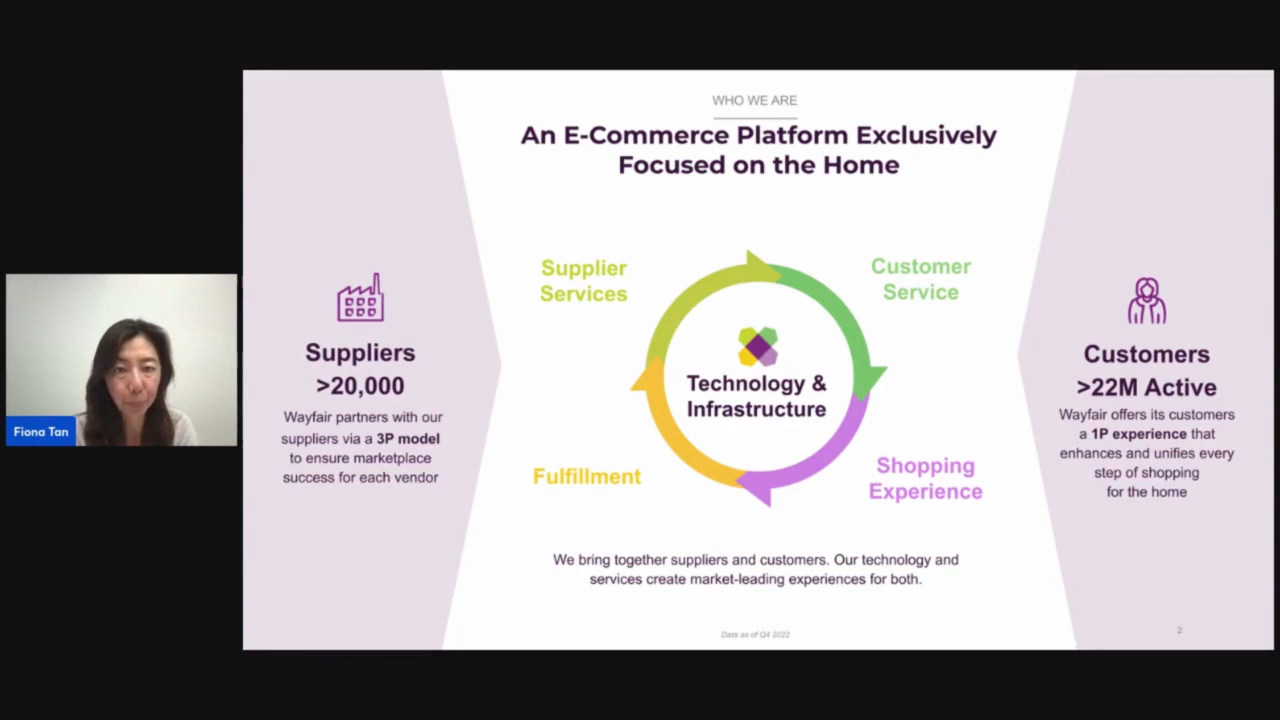 WHO WE ARE
An E-Commerce Platform Exclusively
Focused on the Home
Supplier
Services
Customer
Service
Technology &
Infrastructure
Fulfillment
Shopping
Experience
Suppliers
>20,000
Wayfair partners with our
suppliers via a 3P model
to ensure marketplace
success for each vendor
Customers
>22M Active
Wayfair offers its customers
a 1P experience that
enhances and unifies every
step of shopping
for the home
We bring together suppliers and customers. Our technology and
services create market-leading experiences for both.
Data as of Q4 2022
2
Fiona Tan